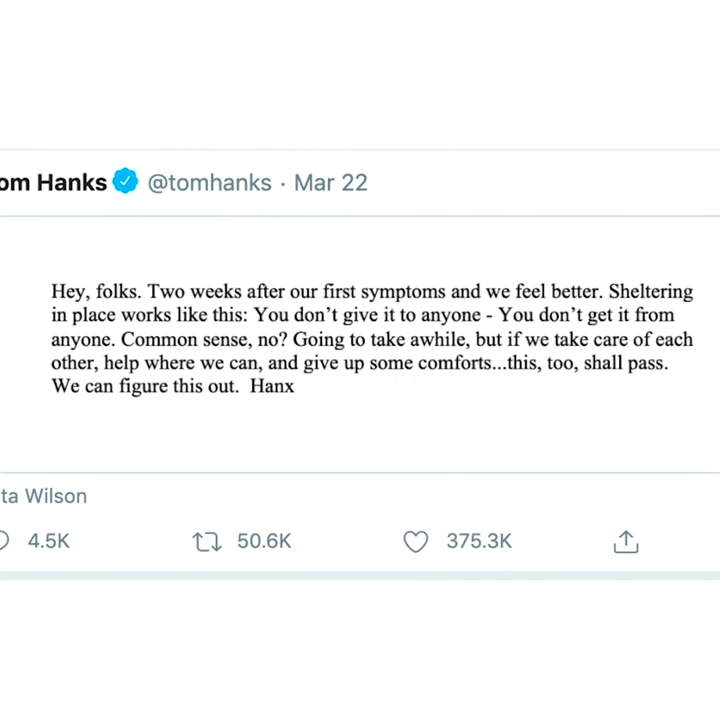 om Hanks @tomhanks · Mar 22
Hey, folks. Two weeks after our first symptoms and we feel better. Sheltering
in place works like this: You don’t give it to anyone - You don’t get it from
anyone. Common sense, no? Going to take awhile, but if we take care of each
other, help where we can, and give up some comforts...this, too, shall pass.
We can figure this out.  Hanx
ta Wilson
4.5K 50.6K 375.3K